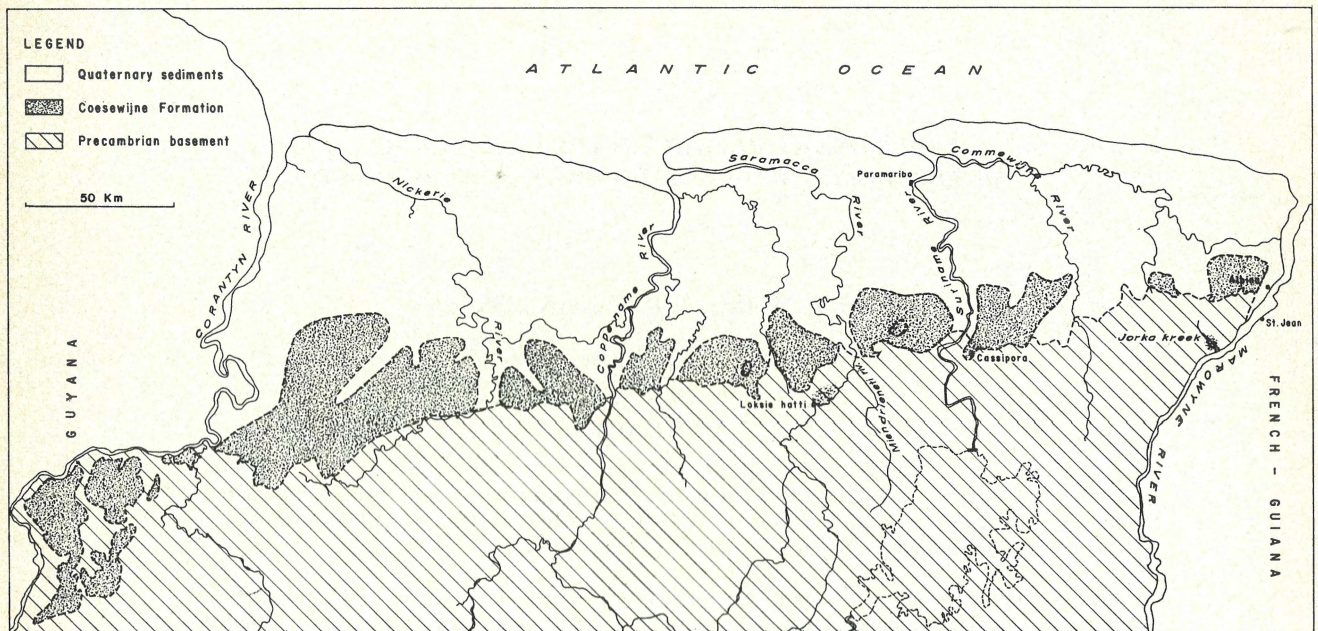 LEGEND
Quaternary sediments
Coesewijne Formation
Precambrian basement
50 Km
ATLANTIC OCEAN
CORANTYN RIVER
GUYANA
Nickerie
River
Coppename River
Saramacca
River
Paramaribo
Suriname River
Commewijne
River
Cassipora
Loksie hatti
Albina
St. Jean
Jorka kreek
MAROWYNE RIVER
FRENCH - GUIANA